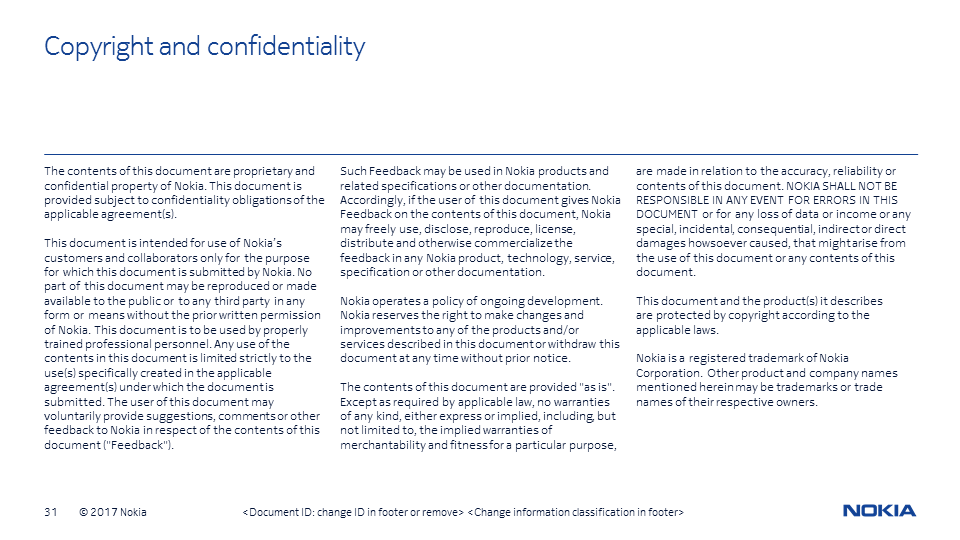 Copyright and confidentiality
The contents of this document are proprietary and
confidential property of Nokia. This document is
provided subject to confidentiality obligations of the
applicable agreement(s).
This document is intended for use of Nokia's
customers and collaborators only for the purpose
for which this document is submitted by Nokia. No
part of this document may be reproduced or made
available to the public or to any third party in any
form or means without the prior written permission
of Nokia. This document is to be used by properly
trained professional personnel. Any use of the
contents in this document is limited strictly to the
use(s) specifically created in the applicable
agreement(s) under which the document is
submitted. The user of this document may
voluntarily provide suggestions, comments or other
feedback to Nokia in respect of the contents of this
document ("Feedback").
Such Feedback may be used in Nokia products and
related specifications or other documentation.
Accordingly, if the user of this document gives Nokia
Feedback on the contents of this document, Nokia
may freely use, disclose, reproduce, license,
distribute and otherwise commercialize the
feedback in any Nokia product, technology, service,
specification or other documentation.
Nokia operates a policy of ongoing development.
Nokia reserves the right to make changes and
improvements to any of the products and/or
services described in this document or withdraw this
document at any time without prior notice.
The contents of this document are provided "as is".
Except as required by applicable law, no warranties
of any kind, either express or implied, including, but
not limited to, the implied warranties of
merchantability and fitness for a particular purpose,
are made in relation to the accuracy, reliability or
contents of this document. NOKIA SHALL NOT BE
RESPONSIBLE IN ANY EVENT FOR ERRORS IN THIS
DOCUMENT or for any loss of data or income or any
special, incidental, consequential, indirect or direct
damages howsoever caused, that might arise from
the use of this document or any contents of this
document.
This document and the product(s) it describes
are protected by copyright according to the
applicable laws.
Nokia is a registered trademark of Nokia
Corporation. Other product and company names
mentioned herein may be trademarks or trade
names of their respective owners.
31 © 2017 Nokia <Document ID: change ID in footer or remove> <Change information classification in footer> NOKIA